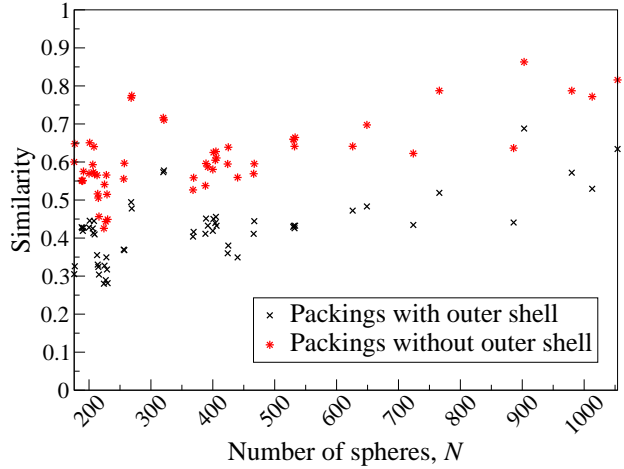 1
0.9
0.8
0.7
0.6
0.5
0.4
0.3
0.2
0.1
0
Similarity
Packings with outer shell
Packings without outer shell
200 300 400 500 600 700 800 900 1000
Number of spheres, N